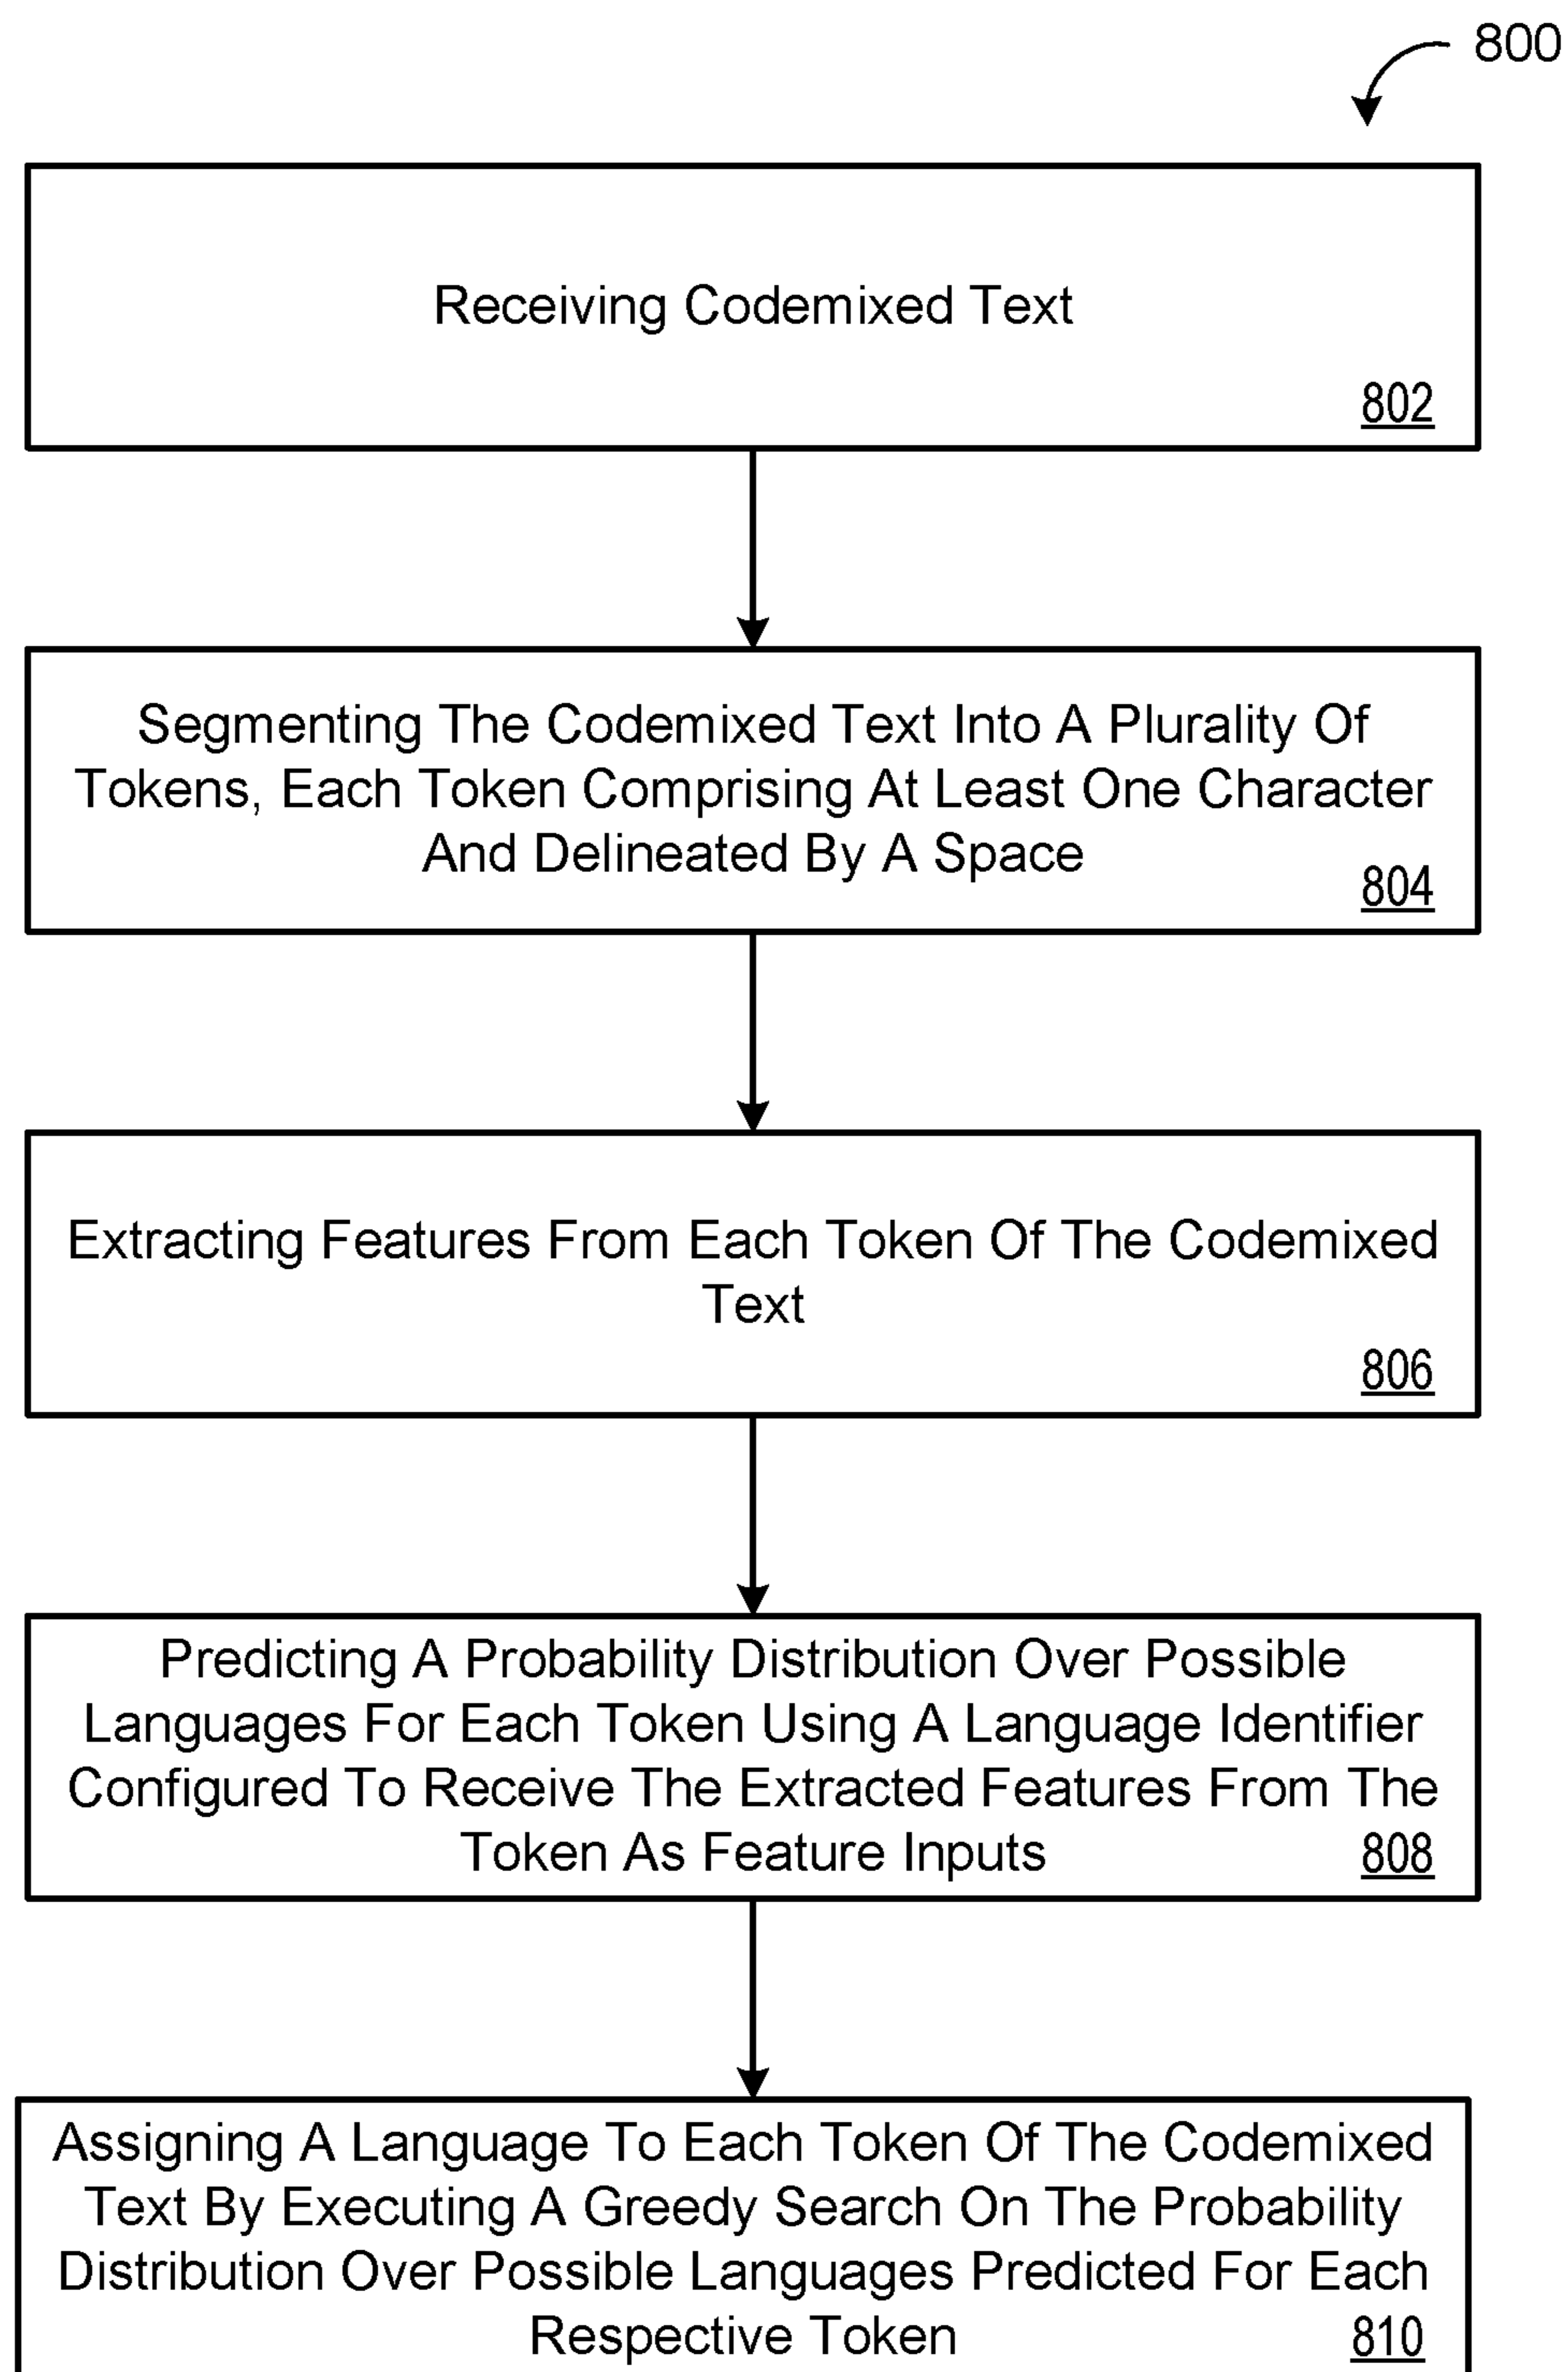 800
Receiving Codemixed Text
802
Segmenting The Codemixed Text Into A Plurality Of
Tokens, Each Token Comprising At Least One Character
And Delineated By A Space
804
Extracting Features From Each Token Of The Codemixed
Text
806
Predicting A Probability Distribution Over Possible
Languages For Each Token Using A Language Identifier
Configured To Receive The Extracted Features From The
Token As Feature Inputs
808
Assigning A Language To Each Token Of The Codemixed
Text By Executing A Greedy Search On The Probability
Distribution Over Possible Languages Predicted For Each
Respective Token
810